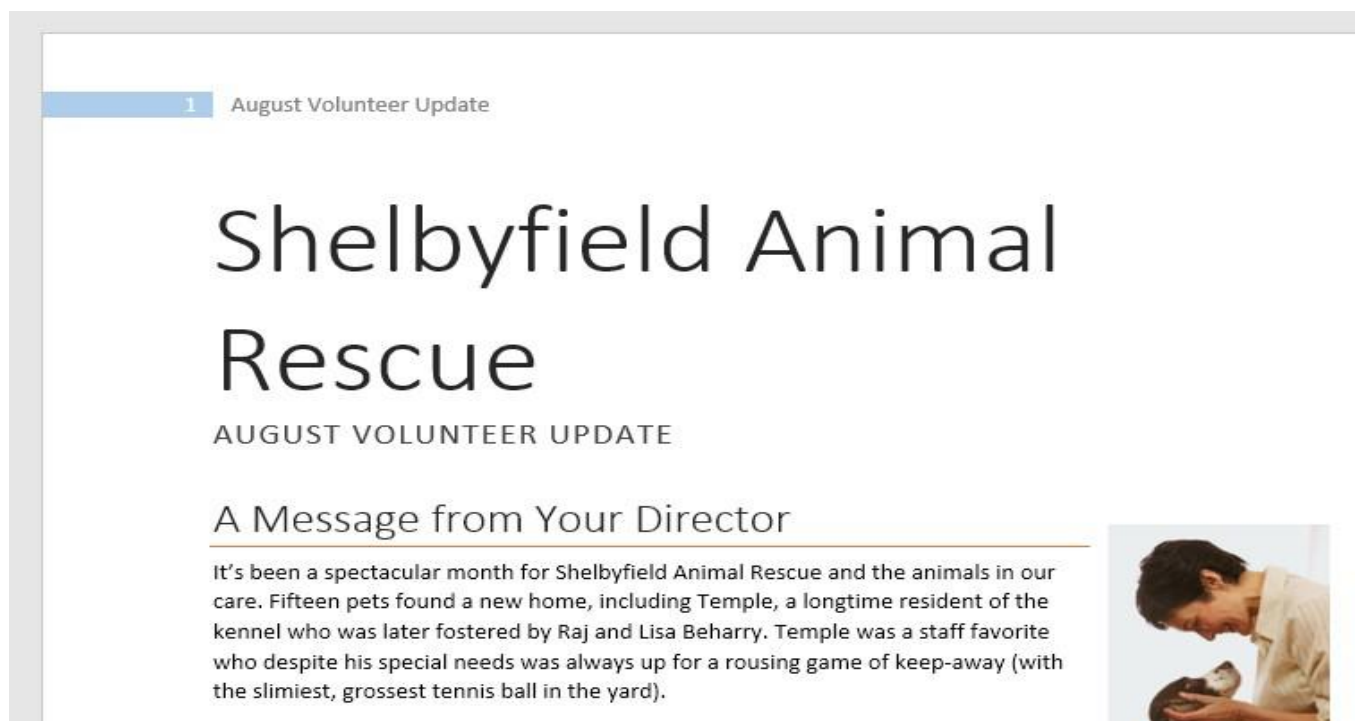 1 August Volunteer Update
Shelbyfield Animal
Rescue
AUGUST VOLUNTEER UPDATE
A Message from Your Director
It’s been a spectacular month for Shelbyfield Animal Rescue and the animals in our
care. Fifteen pets found a new home, including Temple, a longtime resident of the
kennel who was later fostered by Raj and Lisa Beharry. Temple was a staff favorite
who despite his special needs was always up for a rousing game of keep-away (with
the slimiest, grossest tennis ball in the yard).